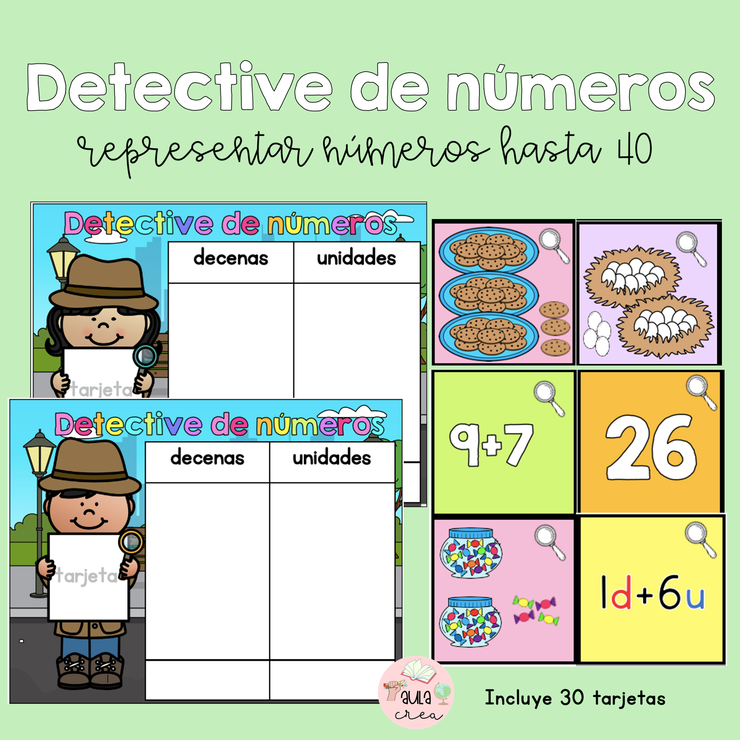 Detective de números
representar números hasta 40
Detective de números
decenas unidades
tarjeta
Detective de números
decenas unidades
tarjeta
9+7
26
1d+6u
aula
crea
Incluye 30 tarjetas